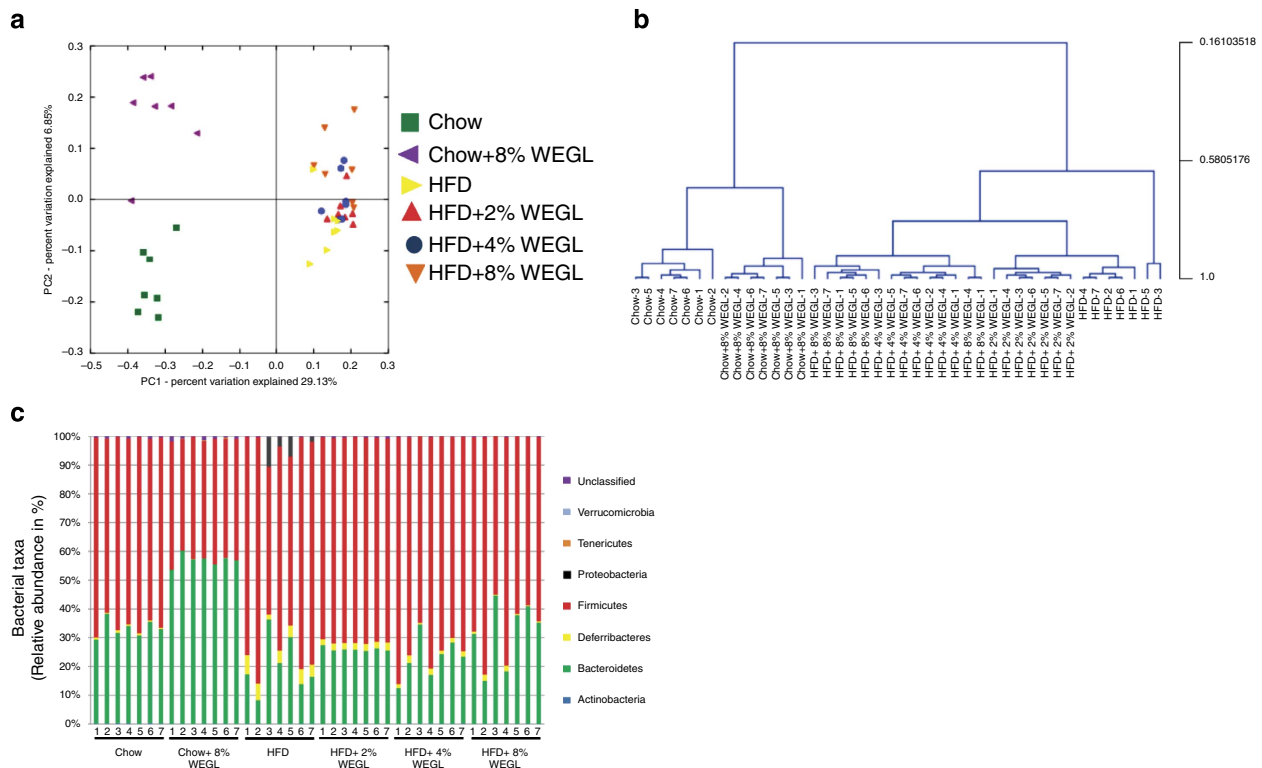 a
0.3
0.2
0.1
0.0
−0.1
−0.2
−0.3
PC2 - percent variation explained 6.85%
−0.5 −0.4 −0.3 −0.2 −0.1 0.0 0.1 0.2 0.3
PC1 - percent variation explained 29.13%
Chow
Chow+8% WEGL
HFD
HFD+2% WEGL
HFD+4% WEGL
HFD+8% WEGL
b
0.16103518
0.5805176
1.0
Chow-3
Chow-5
Chow-4
Chow-7
Chow-6
Chow-1
Chow-2
Chow+8% WEGL-2
Chow+8% WEGL-4
Chow+8% WEGL-6
Chow+8% WEGL-7
Chow+8% WEGL-5
Chow+8% WEGL-3
Chow+8% WEGL-1
HFD+ 8% WEGL-3
HFD+ 8% WEGL-7
HFD+ 8% WEGL-1
HFD+ 8% WEGL-5
HFD+ 8% WEGL-6
HFD+ 4% WEGL-3
HFD+ 4% WEGL-5
HFD+ 4% WEGL-7
HFD+ 4% WEGL-6
HFD+ 4% WEGL-2
HFD+ 4% WEGL-4
HFD+ 4% WEGL-1
HFD+ 8% WEGL-4
HFD+ 8% WEGL-1
HFD+ 2% WEGL-1
HFD+ 2% WEGL-4
HFD+ 2% WEGL-3
HFD+ 2% WEGL-6
HFD+ 2% WEGL-5
HFD+ 2% WEGL-7
HFD+ 2% WEGL-2
HFD-4
HFD-7
HFD-2
HFD-6
HFD-1
HFD-5
HFD-3
c
Bacterial taxa
(Relative abundance in %)
100%
90%
80%
70%
60%
50%
40%
30%
20%
10%
0%
1 2 3 4 5 6 7 1 2 3 4 5 6 7 1 2 3 4 5 6 7 1 2 3 4 5 6 7 1 2 3 4 5 6 7 1 2 3 4 5 6 7
Chow
Chow+ 8%
WEGL
HFD
HFD+ 2%
WEGL
HFD+ 4%
WEGL
HFD+ 8%
WEGL
Unclassified
Verrucomicrobia
Tenericutes
Proteobacteria
Firmicutes
Deferribacteres
Bacteroidetes
Actinobacteria